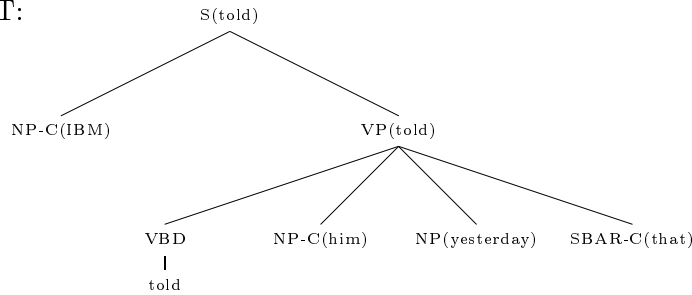 T:
S(told)
NP-C(IBM) VP(told)
VBD NP-C(him) NP(yesterday) SBAR-C(that)
told